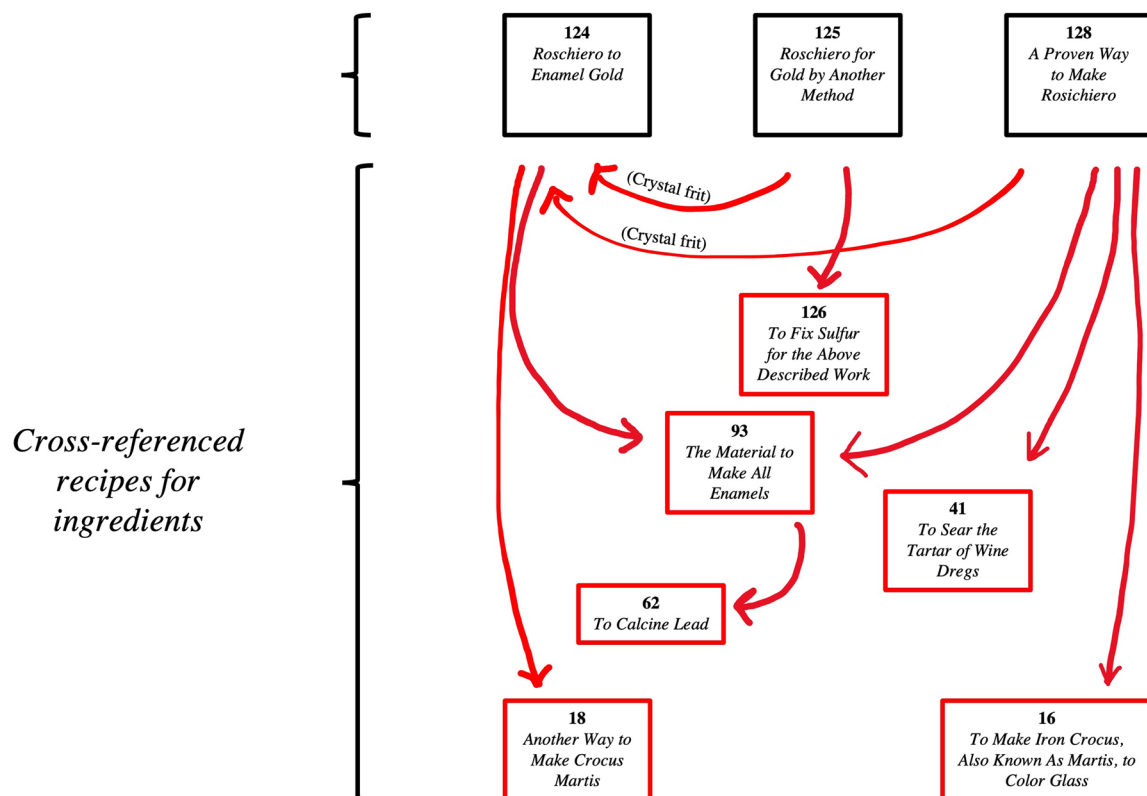 124
Roschiero to
Enamel Gold
125
Roschiero for
Gold by Another
Method
128
A Proven Way
to Make
Rosichiero
(Crystal frit)
(Crystal frit)
126
To Fix Sulfur
for the Above
Described Work
93
The Material to
Make All
Enamels
Cross-referenced
recipes for
ingredients
41
To Sear the
Tartar of Wine
Dregs
62
To Calcine Lead
18
Another Way to
Make Crocus
Martis
16
To Make Iron Crocus,
Also Known As Martis, to
Color Glass